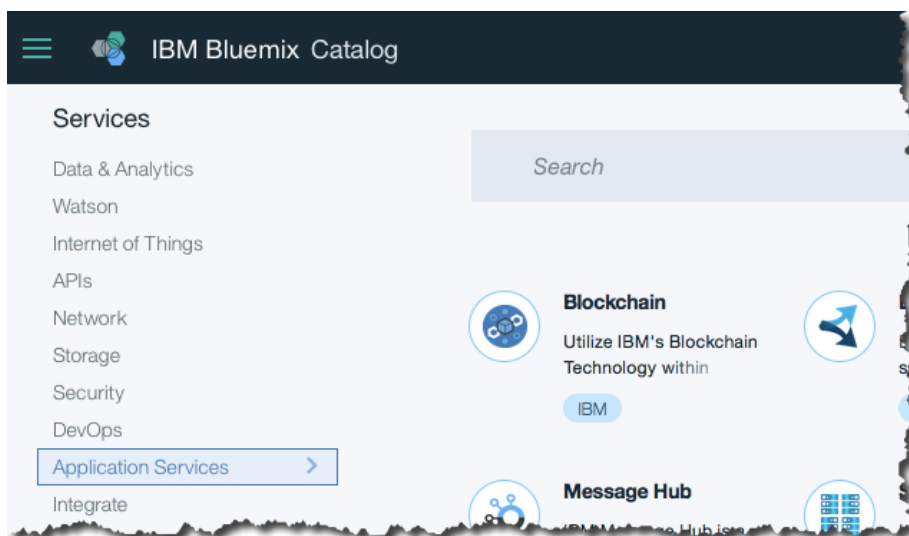 IBM Bluemix Catalog
Services
Data & Analytics
Watson
Internet of Things
APIs
Network
Storage
Security
DevOps
Application Services
Integrate
Search
Blockchain
Utilize IBM's Blockchain
Technology within
IBM
Message Hub